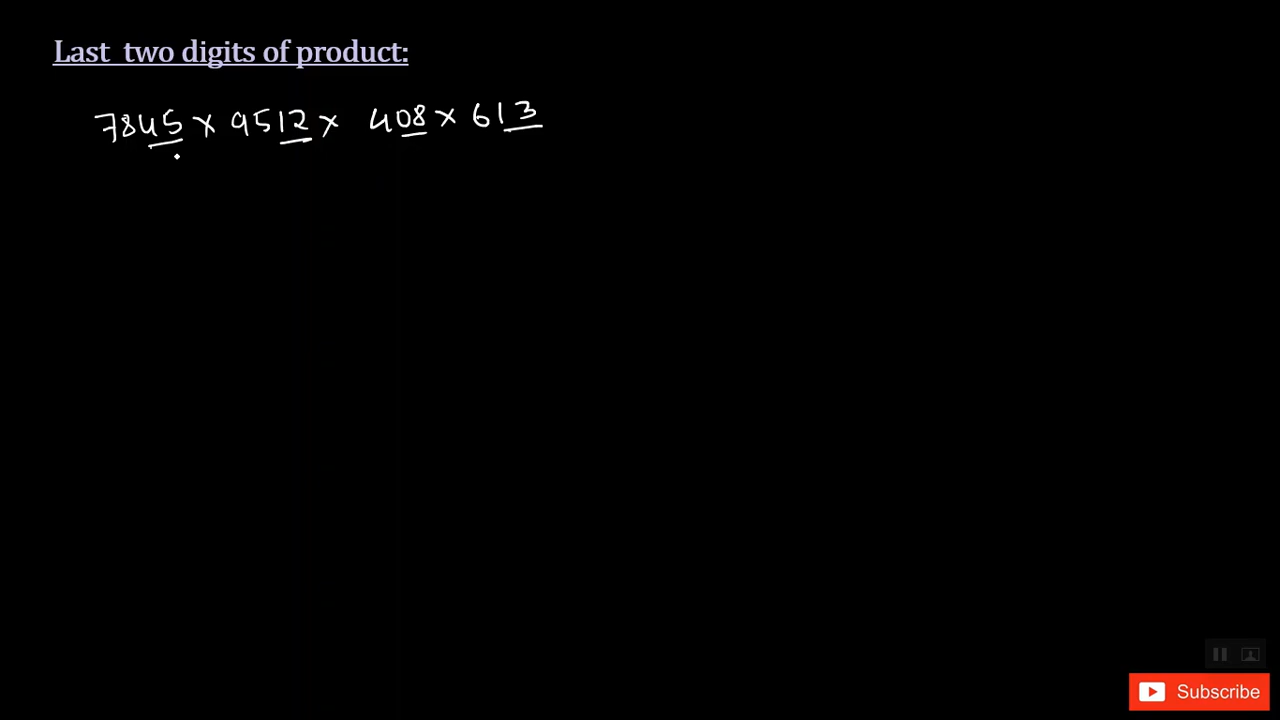 Last two digits of product:
7845 × 9512 × 408 × 613
Subscribe